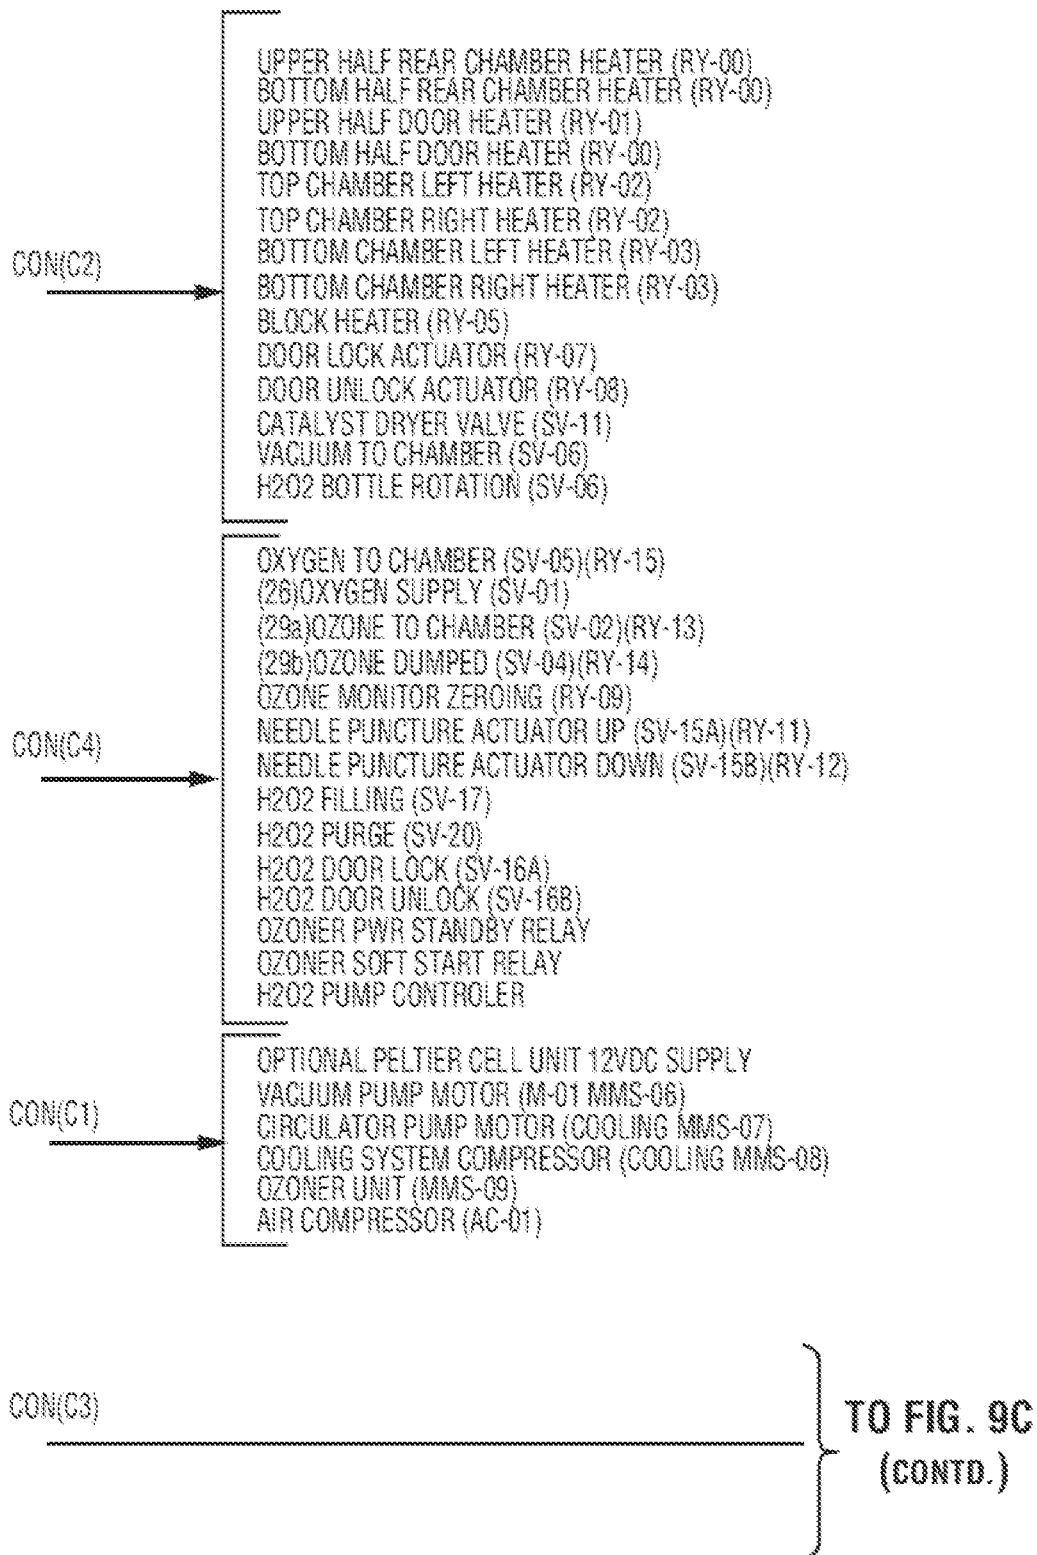 UPPER HALF REAR CHAMBER HEATER (RY-00)
BOTTOM HALF REAR CHAMBER HEATER (RY-00)
UPPER HALF DOOR HEATER (RY-01)
BOTTOM HALF DOOR HEATER (RY-00)
TOP CHAMBER LEFT HEATER (RY-02)
TOP CHAMBER RIGHT HEATER (RY-02)
BOTTOM CHAMBER LEFT HEATER (RY-03)
CON(C2)
BOTTOM CHAMBER RIGHT HEATER (RY-03)
BLOCK HEATER (RY-05)
DOOR LOCK ACTUATOR (RY-07)
DOOR UNLOCK ACTUATOR (RY-08)
CATALYST DRYER VALVE (SV-11)
VACUUM TO CHAMBER (SV-06)
H2O2 BOTTLE ROTATION (SV-06)
OXYGEN TO CHAMBER (SV-05)(RY-15)
(26)OXYGEN SUPPLY (SV-01)
(29a)OZONE TO CHAMBER (SV-02)(RY-13)
(29b)OZONE DUMPED (SV-04)(RY-14)
OZONE MONITOR ZEROING (RY-09)
NEEDLE PUNCTURE ACTUATOR UP (SV-15A)(RY-11)
CON(C4)
NEEDLE PUNCTURE ACTUATOR DOWN (SV-15B)(RY-12)
H2O2 FILLING (SV-17)
H2O2 PURGE (SV-20)
H2O2 DOOR LOCK (SV-16A)
H2O2 DOOR UNLOCK (SV-16B)
OZONER PWR STANDBY RELAY
OZONER SOFT START RELAY
H2O2 PUMP CONTROLER
OPTIONAL PELTIER CELL UNIT 12VDC SUPPLY
VACUUM PUMP MOTOR (M-01 MMS-06)
CON(C1)
CIRCULATOR PUMP MOTOR (COOLING MMS-07)
COOLING SYSTEM COMPRESSOR (COOLING MMS-08)
OZONER UNIT (MMS-09)
AIR COMPRESSOR (AC-01)
CON(C3)
TO FIG. 9C
(CONTD.)